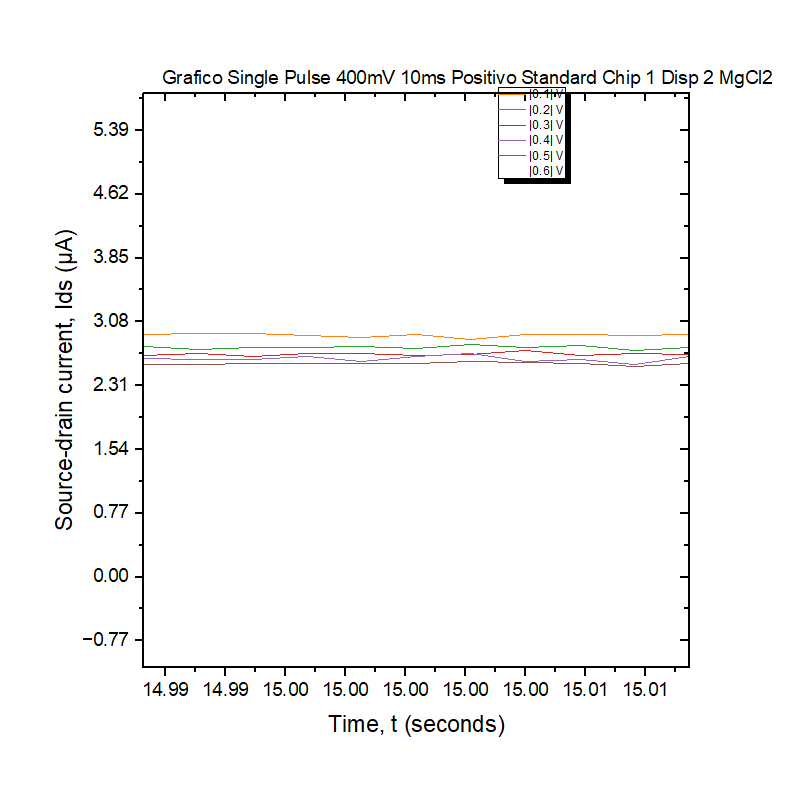 Grafico Single Pulse 400mV 10ms Positivo Standard Chip 1 Disp 2 MgCl2
|0.1| V
|0.2| V
|0.3| V
|0.4| V
|0.5| V
|0.6| V
5.39
4.62
3.85
3.08
2.31
1.54
0.77
0.00
−0.77
Source-drain current, Ids (μA)
14.99 14.99 15.00 15.00 15.00 15.00 15.00 15.01 15.01
Time, t (seconds)